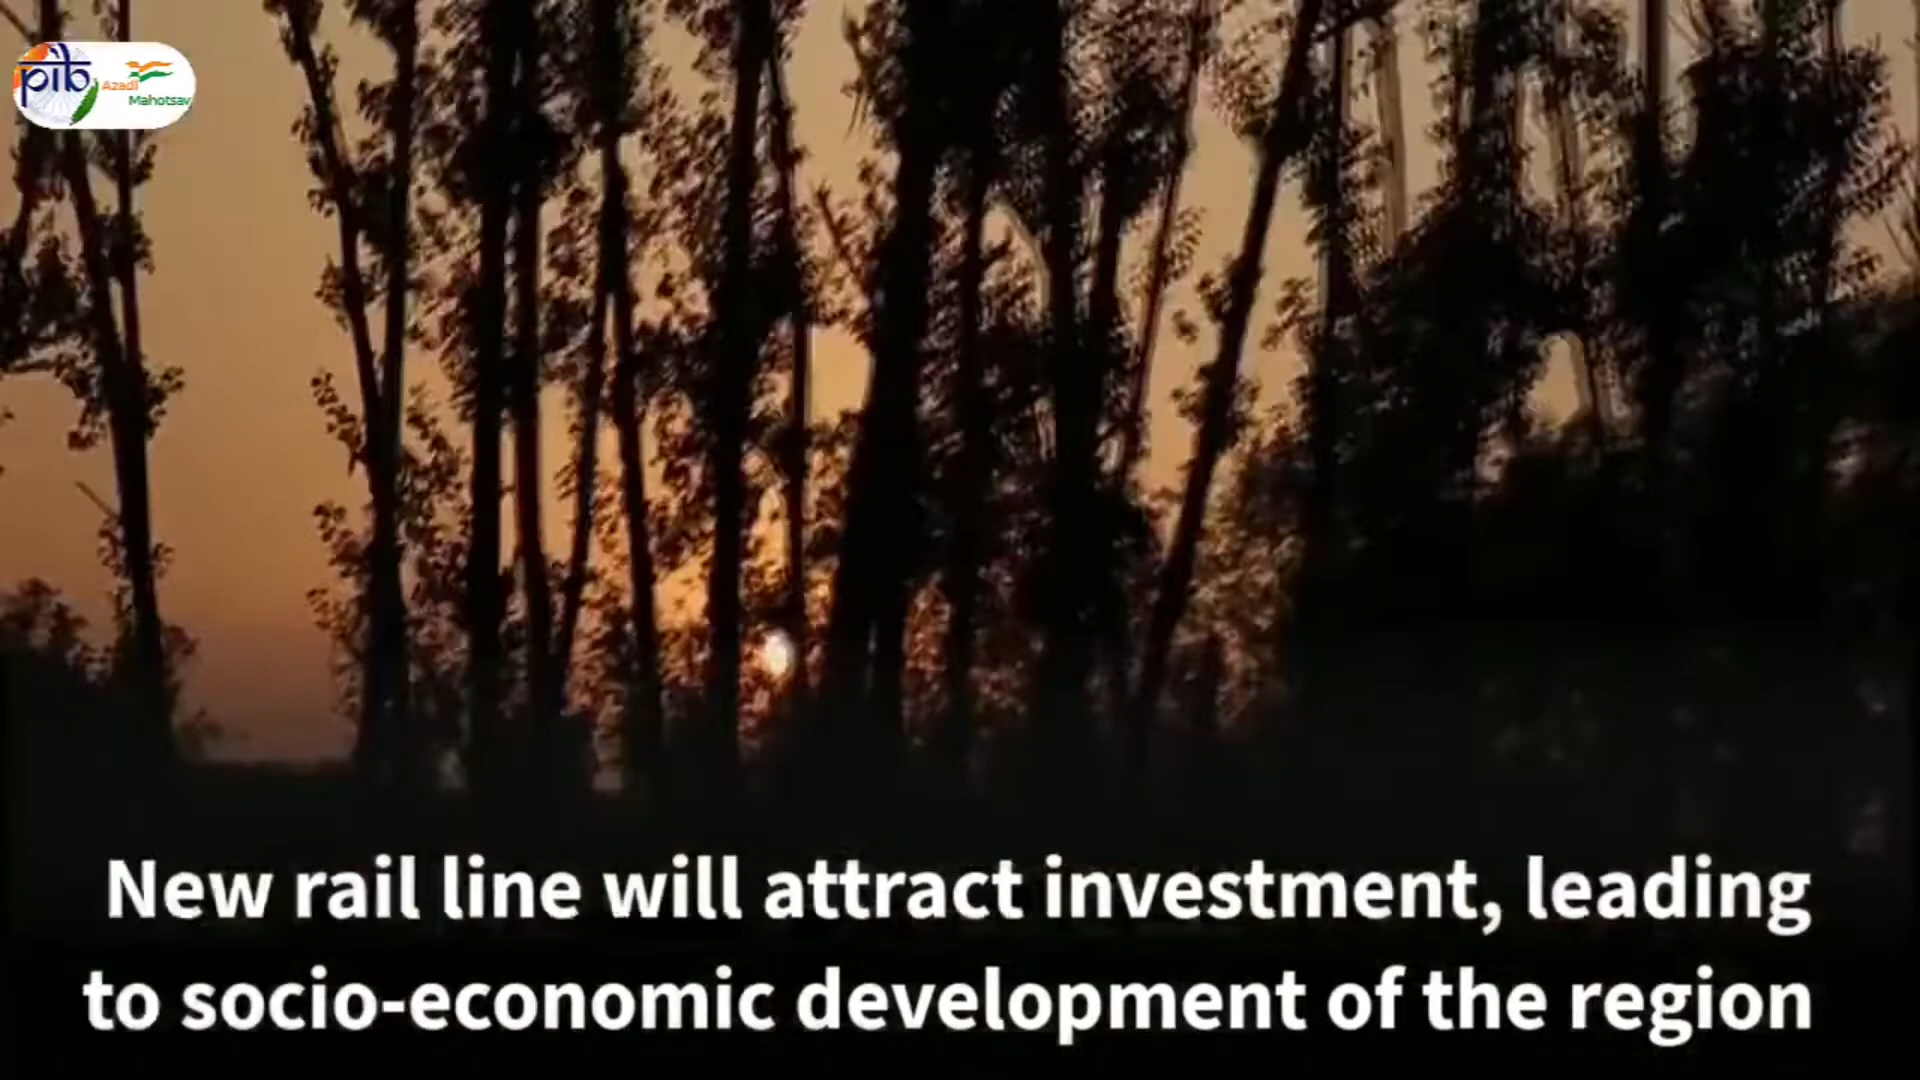 pib
Azadi
Mahotsav
New rail line will attract investment, leading
to socio-economic development of the region